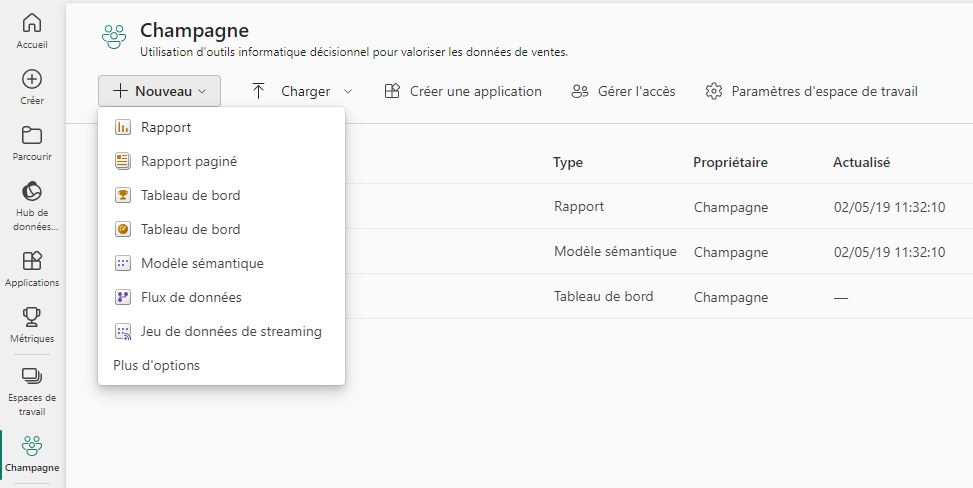 Accueil
Créer
Parcourir
Hub de
données...
Applications
Métriques
Espaces de
travail
Champagne
Champagne
Utilisation d'outils informatique décisionnel pour valoriser les données de ventes.
Nouveau
Charger
Créer une application
Gérer l'accès
Paramètres d'espace de travail
Rapport
Rapport paginé
Tableau de bord
Tableau de bord
Modèle sémantique
Flux de données
Jeu de données de streaming
Plus d'options
Type Propriétaire Actualisé
Rapport Champagne 02/05/19 11:32:10
Modèle sémantique Champagne 02/05/19 11:32:10
Tableau de bord Champagne —